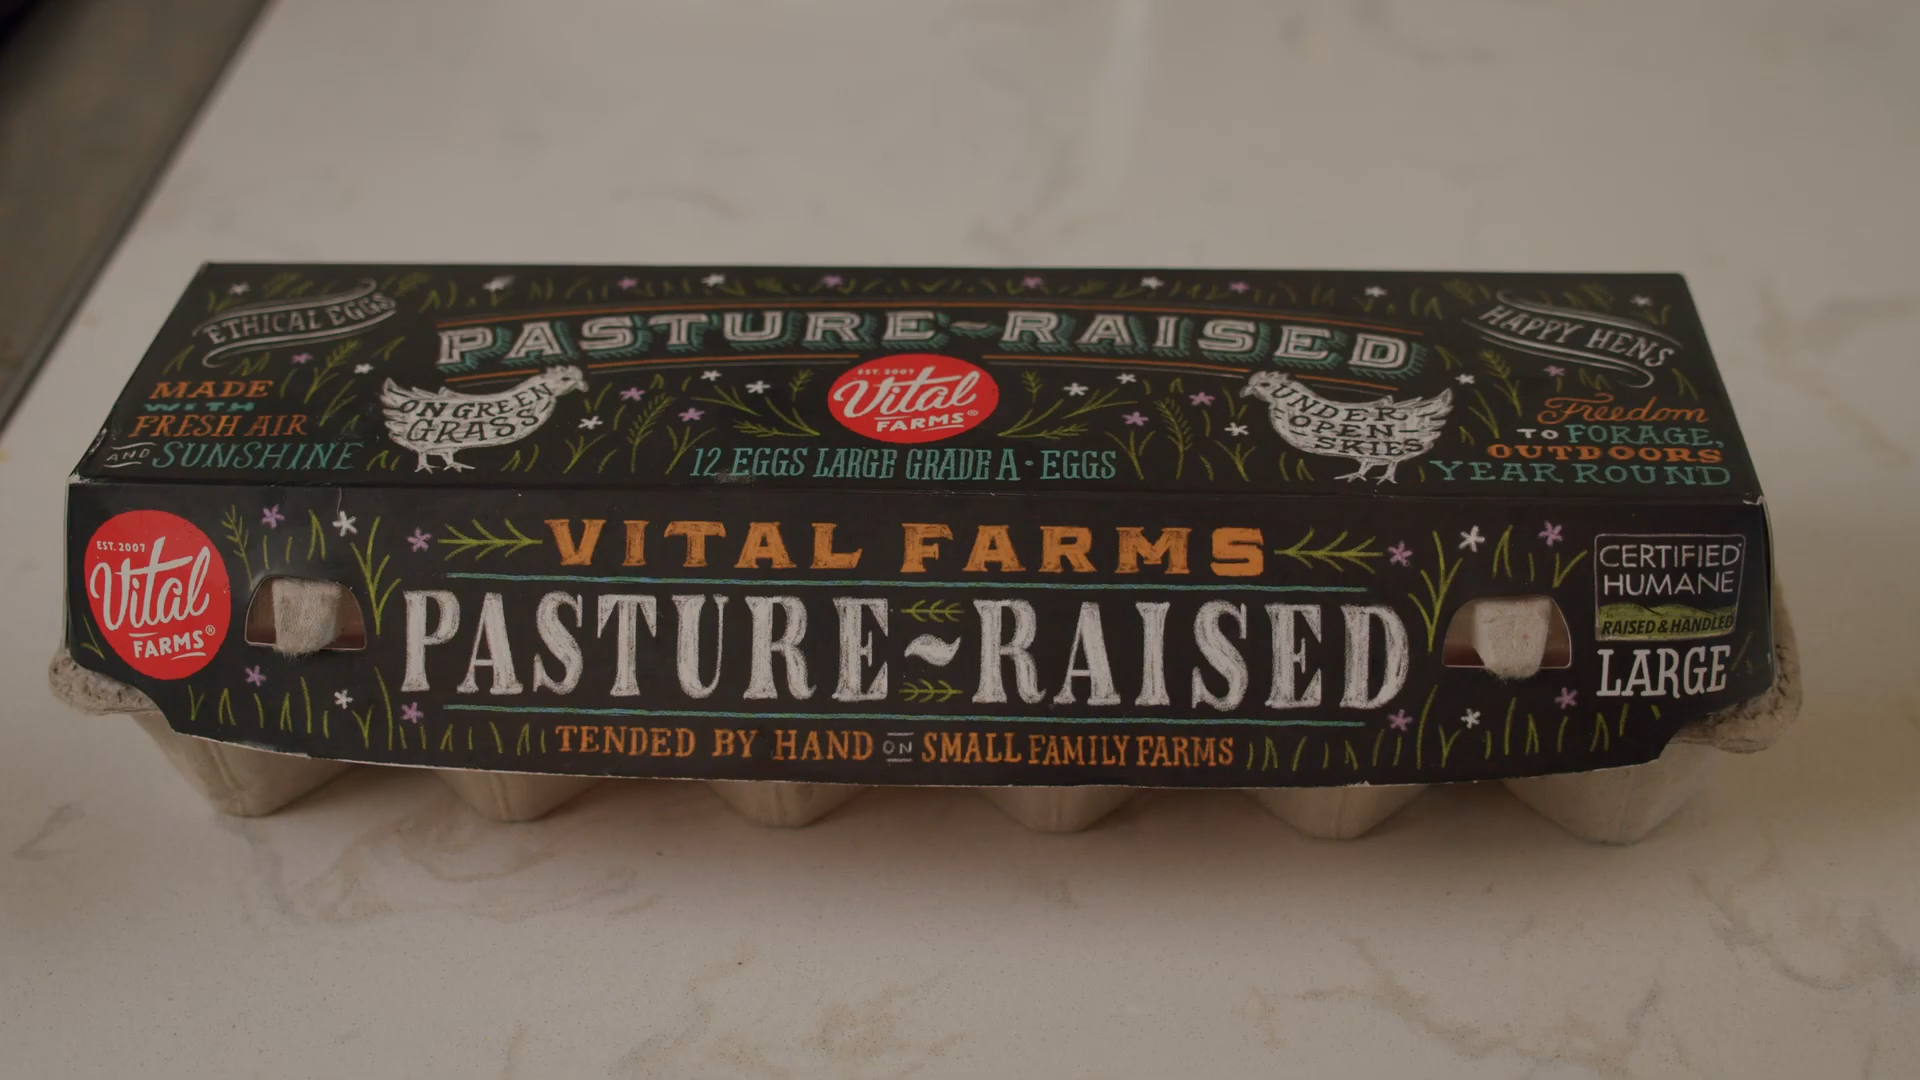 ETHICAL EGGS
PASTURE~RAISED
HAPPY HENS
MADE
WITH
FRESH AIR
AND SUNSHINE
ON GREEN
GRASS
EST. 2007
Vital
FARMS®
UNDER
OPEN
SKIES
Freedom
TO FORAGE,
OUTDOORS
YEAR ROUND
12 EGGS LARGE GRADE A · EGGS
EST. 2007
Vital
FARMS®
VITAL FARMS
PASTURE~RAISED
TENDED BY HAND ON SMALL FAMILY FARMS
CERTIFIED
HUMANE
RAISED & HANDLED
LARGE